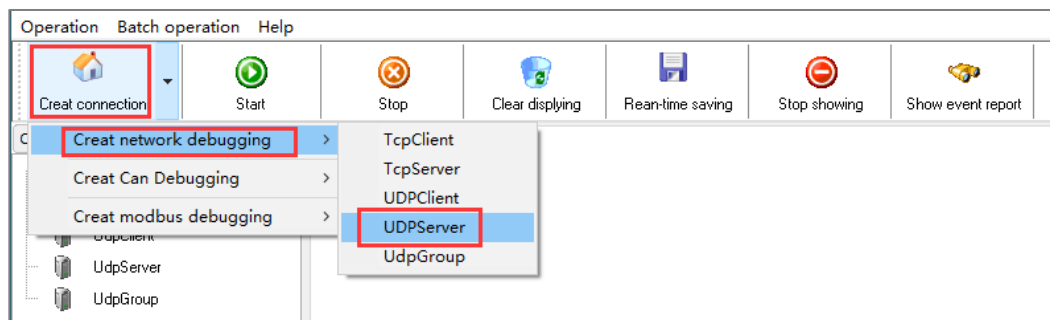 Operation Batch operation Help
Creat connection Start Stop Clear displying Rean-time saving Stop showing Show event report
Creat network debugging
Creat Can Debugging
Creat modbus debugging
TcpClient
TcpServer
UDPClient
UDPServer
UdpGroup
UdpServer
UdpGroup